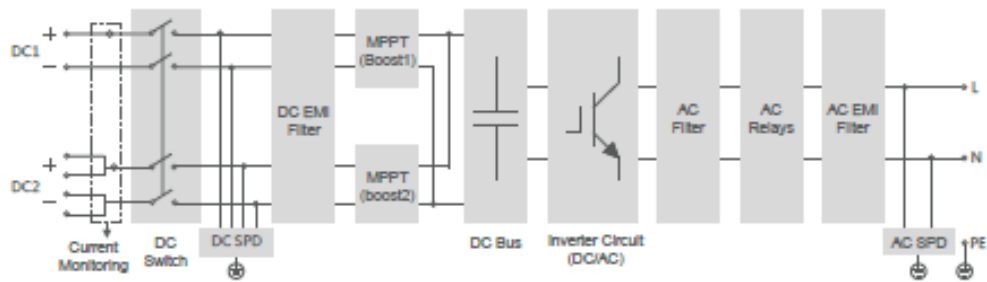 DC1
+
−
DC2
+
−
Current
Monitoring
DC
Switch
DC SPD
DC EMI
Filter
MPPT
(Boost1)
MPPT
(boost2)
DC Bus
Inverter Circuit
(DC/AC)
AC
Filter
AC
Relays
AC EMI
Filter
L
N
AC SPD
PE